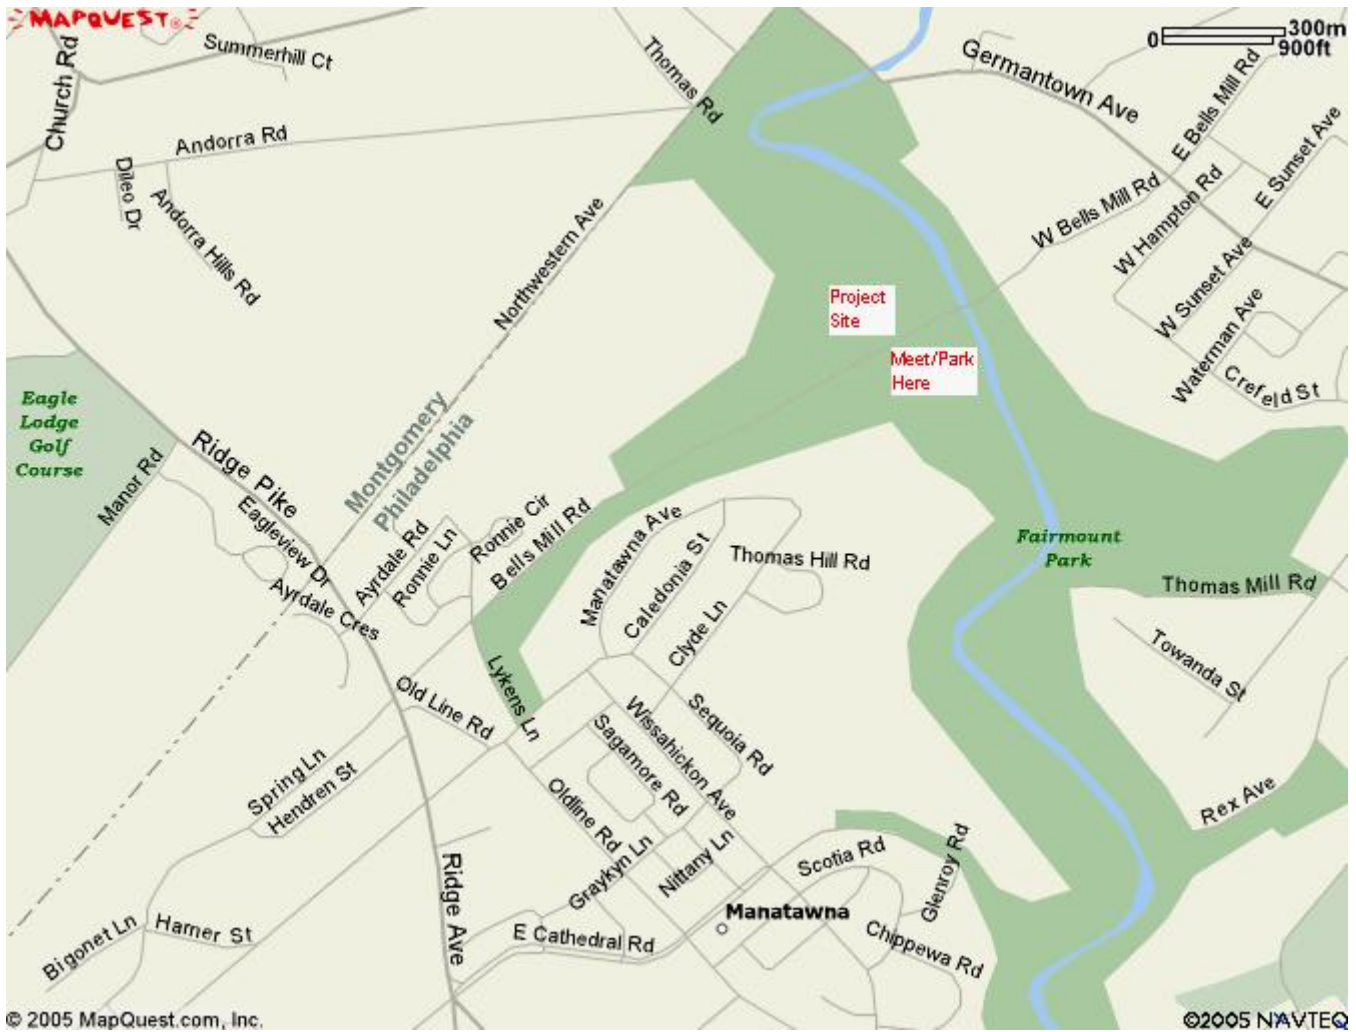 MAPQUEST®
Summerhill Ct
Church Rd
Thomas Rd
Germantown Ave
0 300m
900ft
E Bells Mill Rd
Andorra Rd
Dileo Dr
Andorra Hills Rd
Northwestern Ave
W Bells Mill Rd
W Hampton Rd
E Sunset Ave
W Sunset Ave
Waterman Ave
Crefeld St
Project
Site
Meet/Park
Here
Eagle
Lodge
Golf
Course
Manor Rd
Ridge Pike
Montgomery
Philadelphia
Eagleview Dr
Ayrdale Rd
Ronnie Ln
Ronnie Cir
Bells Mill Rd
Ayrdale Cres
Manatawna Ave
Caledonia St
Thomas Hill Rd
Clyde Ln
Fairmount
Park
Thomas Mill Rd
Towanda St
Lykens Ln
Old Line Rd
Wissahickon Ave
Sequoia Rd
Sagamore Rd
Spring Ln
Hendren St
Oldline Rd
Rex Ave
Graykyn Ln
Nittany Ln
Scotia Rd
Glenroy Rd
Ridge Ave
Manatawna
Bigonet Ln
Harner St
E Cathedral Rd
Chippewa Rd
© 2005 MapQuest.com, Inc.
©2005 NAVTEQ